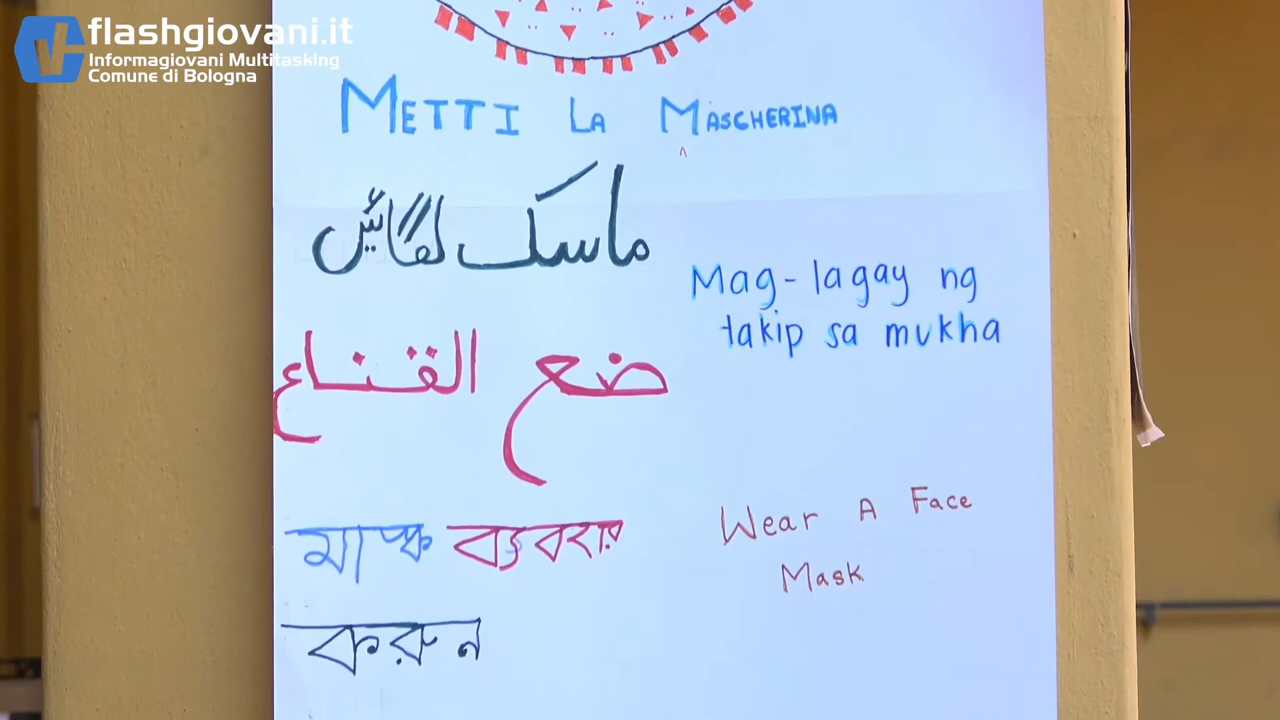 flashgiovani.it
Informagiovani Multitasking
Comune di Bologna
METTI LA MASCHERINA
ماسک لگائیں
Mag-lagay ng
takip sa mukha
ضع القناع
মাস্ক ব্যবহার
করুন
Wear A Face
Mask